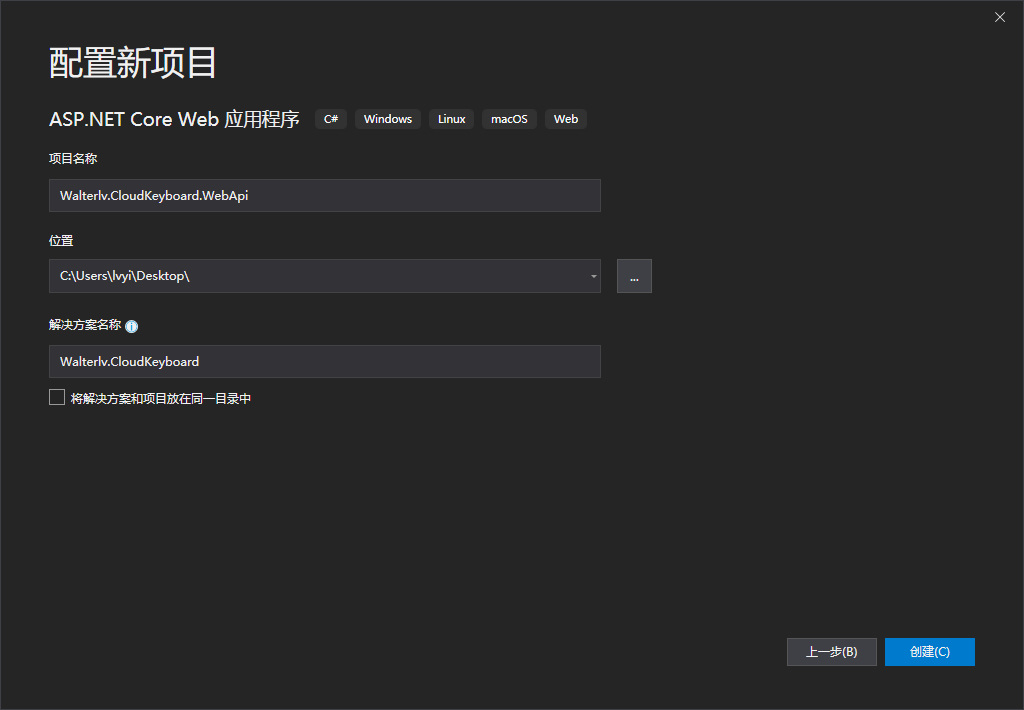 配置新项目
ASP.NET Core Web 应用程序 C# Windows Linux macOS Web
项目名称
Walterlv.CloudKeyboard.WebApi
位置
C:\Users\lvyi\Desktop\
...
解决方案名称
Walterlv.CloudKeyboard
将解决方案和项目放在同一目录中
上一步(B) 创建(C)